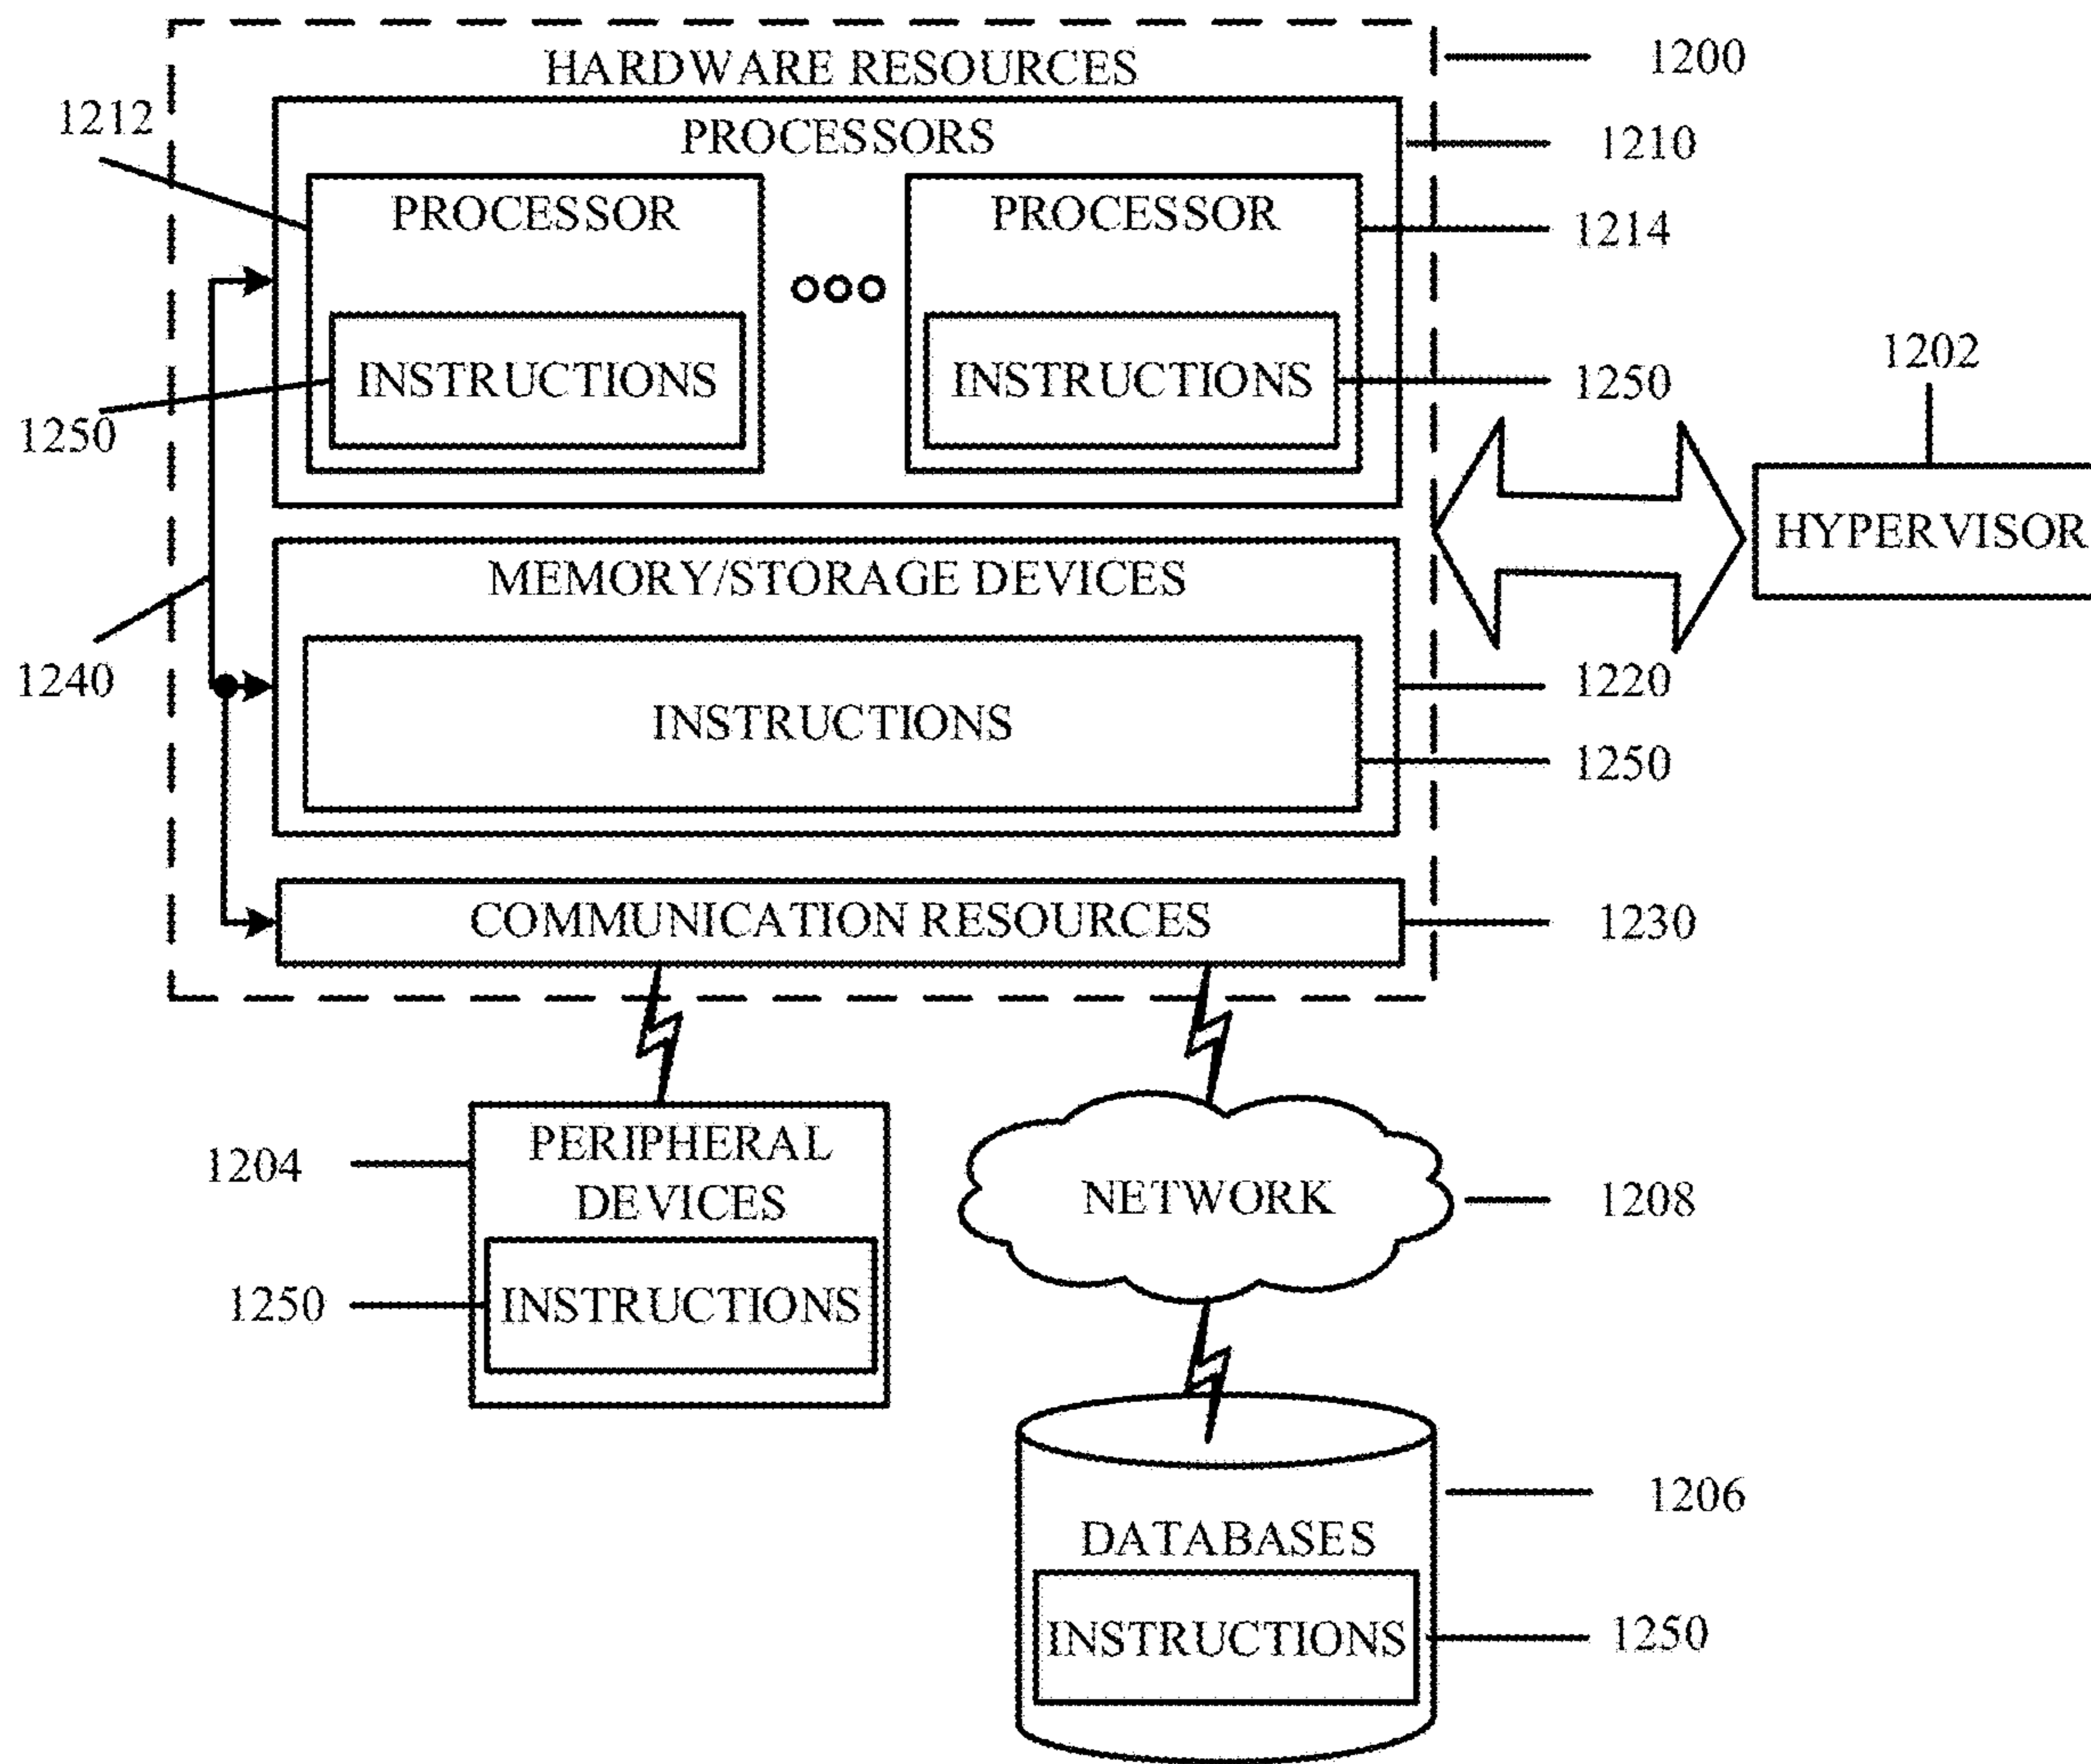 HARDWARE RESOURCES
1200
1212
PROCESSORS
1210
PROCESSOR
PROCESSOR
1214
INSTRUCTIONS
INSTRUCTIONS
1250
1250
1202
HYPERVISOR
MEMORY/STORAGE DEVICES
1240
1220
INSTRUCTIONS
1250
COMMUNICATION RESOURCES
1230
1204
PERIPHERAL
DEVICES
NETWORK
1208
1250
INSTRUCTIONS
1206
DATABASES
INSTRUCTIONS
1250